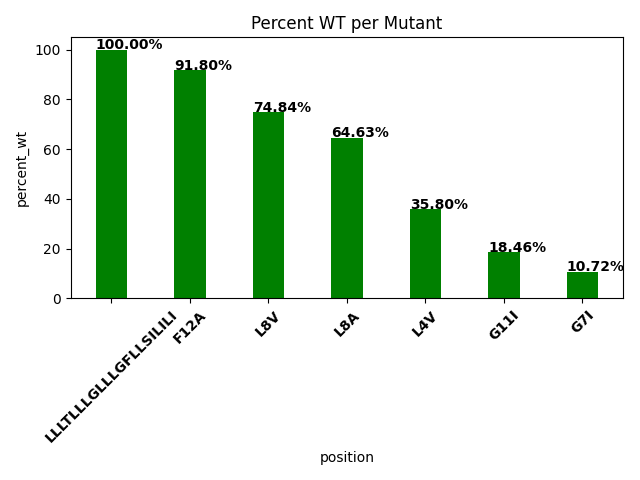 Percent WT per Mutant
percent_wt
100
80
60
40
20
0
100.00%
91.80%
74.84%
64.63%
35.80%
18.46%
10.72%
LLLTLLLGLLLGFLLSILILI
F12A
L8V
L8A
L4V
G11I
G7I
position